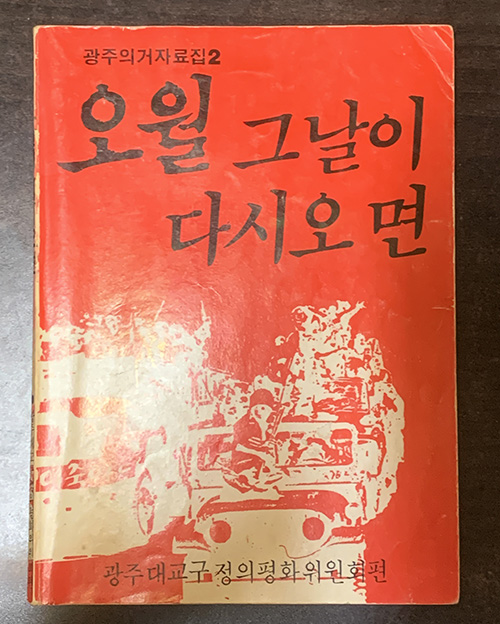 광주의거자료집2
오월 그날이
다시오면
광주대교구정의평화위원회편